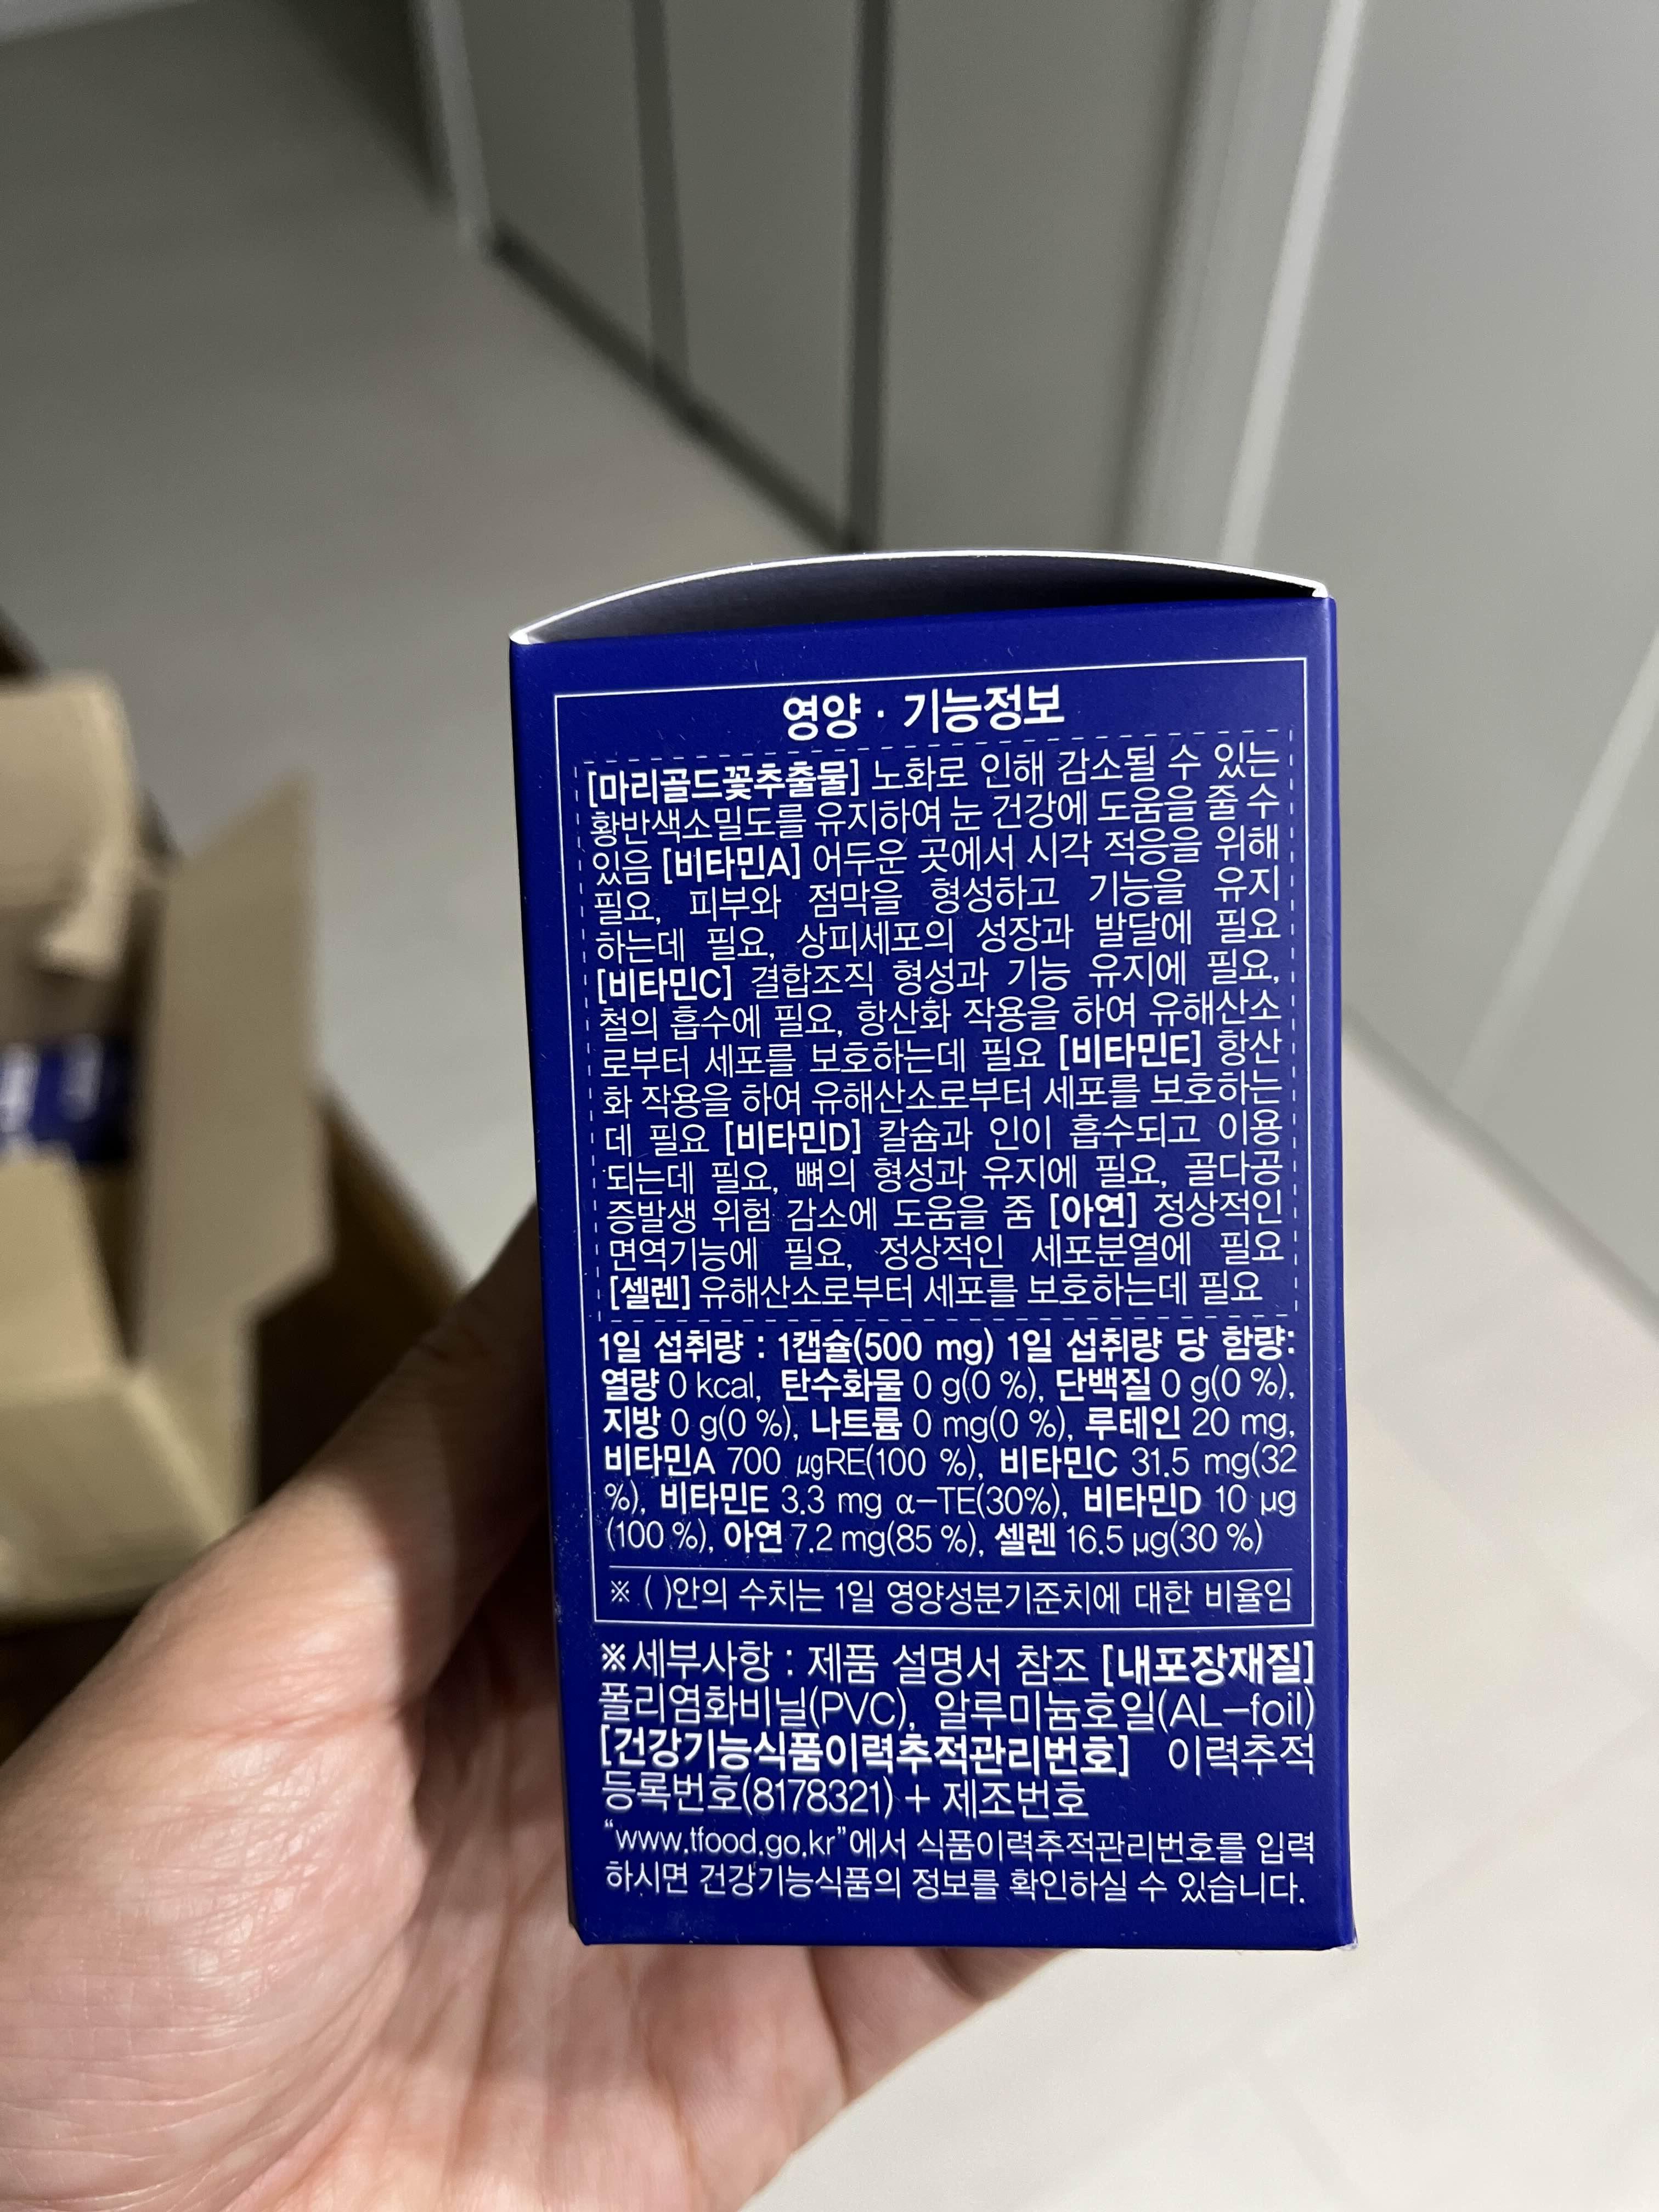 영양 · 기능정보
[마리골드꽃추출물] 노화로 인해 감소될 수 있는
황반색소밀도를 유지하여 눈 건강에 도움을 줄 수
있음 [비타민A] 어두운 곳에서 시각 적응을 위해
필요, 피부와 점막을 형성하고 기능을 유지
하는데 필요, 상피세포의 성장과 발달에 필요
[비타민C] 결합조직 형성과 기능 유지에 필요,
철의 흡수에 필요, 항산화 작용을 하여 유해산소
로부터 세포를 보호하는데 필요 [비타민E] 항산
화 작용을 하여 유해산소로부터 세포를 보호하는
데 필요 [비타민D] 칼슘과 인이 흡수되고 이용
되는데 필요, 뼈의 형성과 유지에 필요, 골다공
증발생 위험 감소에 도움을 줌 [아연] 정상적인
면역기능에 필요, 정상적인 세포분열에 필요
[셀렌] 유해산소로부터 세포를 보호하는데 필요
1일 섭취량 : 1캡슐(500 mg) 1일 섭취량 당 함량:
열량 0 kcal, 탄수화물 0 g(0 %), 단백질 0 g(0 %),
지방 0 g(0 %), 나트륨 0 mg(0 %), 루테인 20 mg,
비타민A 700 μgRE(100 %), 비타민C 31.5 mg(32
%), 비타민E 3.3 mg α-TE(30%), 비타민D 10 μg
(100 %), 아연 7.2 mg(85 %), 셀렌 16.5 μg(30 %)
※ ( )안의 수치는 1일 영양성분기준치에 대한 비율임
※세부사항 : 제품 설명서 참조 [내포장재질]
폴리염화비닐(PVC), 알루미늄호일(AL-foil)
[건강기능식품이력추적관리번호] 이력추적
등록번호(8178321) + 제조번호
“www.tfood.go.kr”에서 식품이력추적관리번호를 입력
하시면 건강기능식품의 정보를 확인하실 수 있습니다.